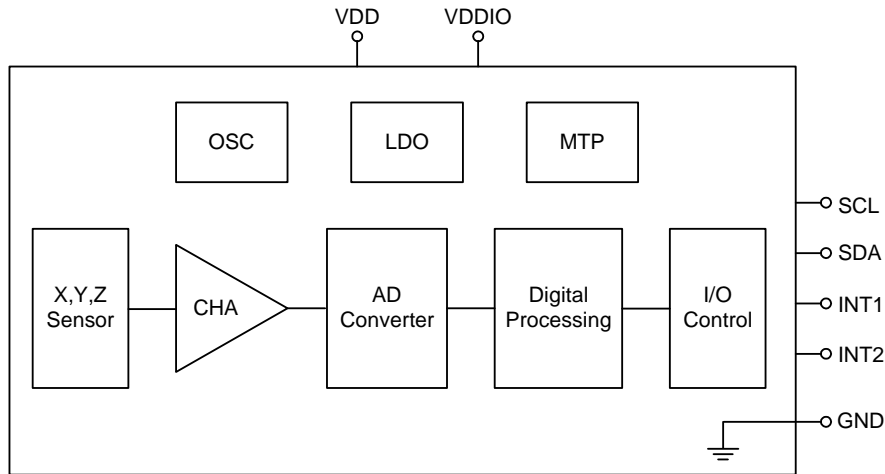 VDD
VDDIO
OSC
LDO
MTP
SCL
SDA
INT1
INT2
GND
X,Y,Z
Sensor
CHA
AD
Converter
Digital
Processing
I/O
Control